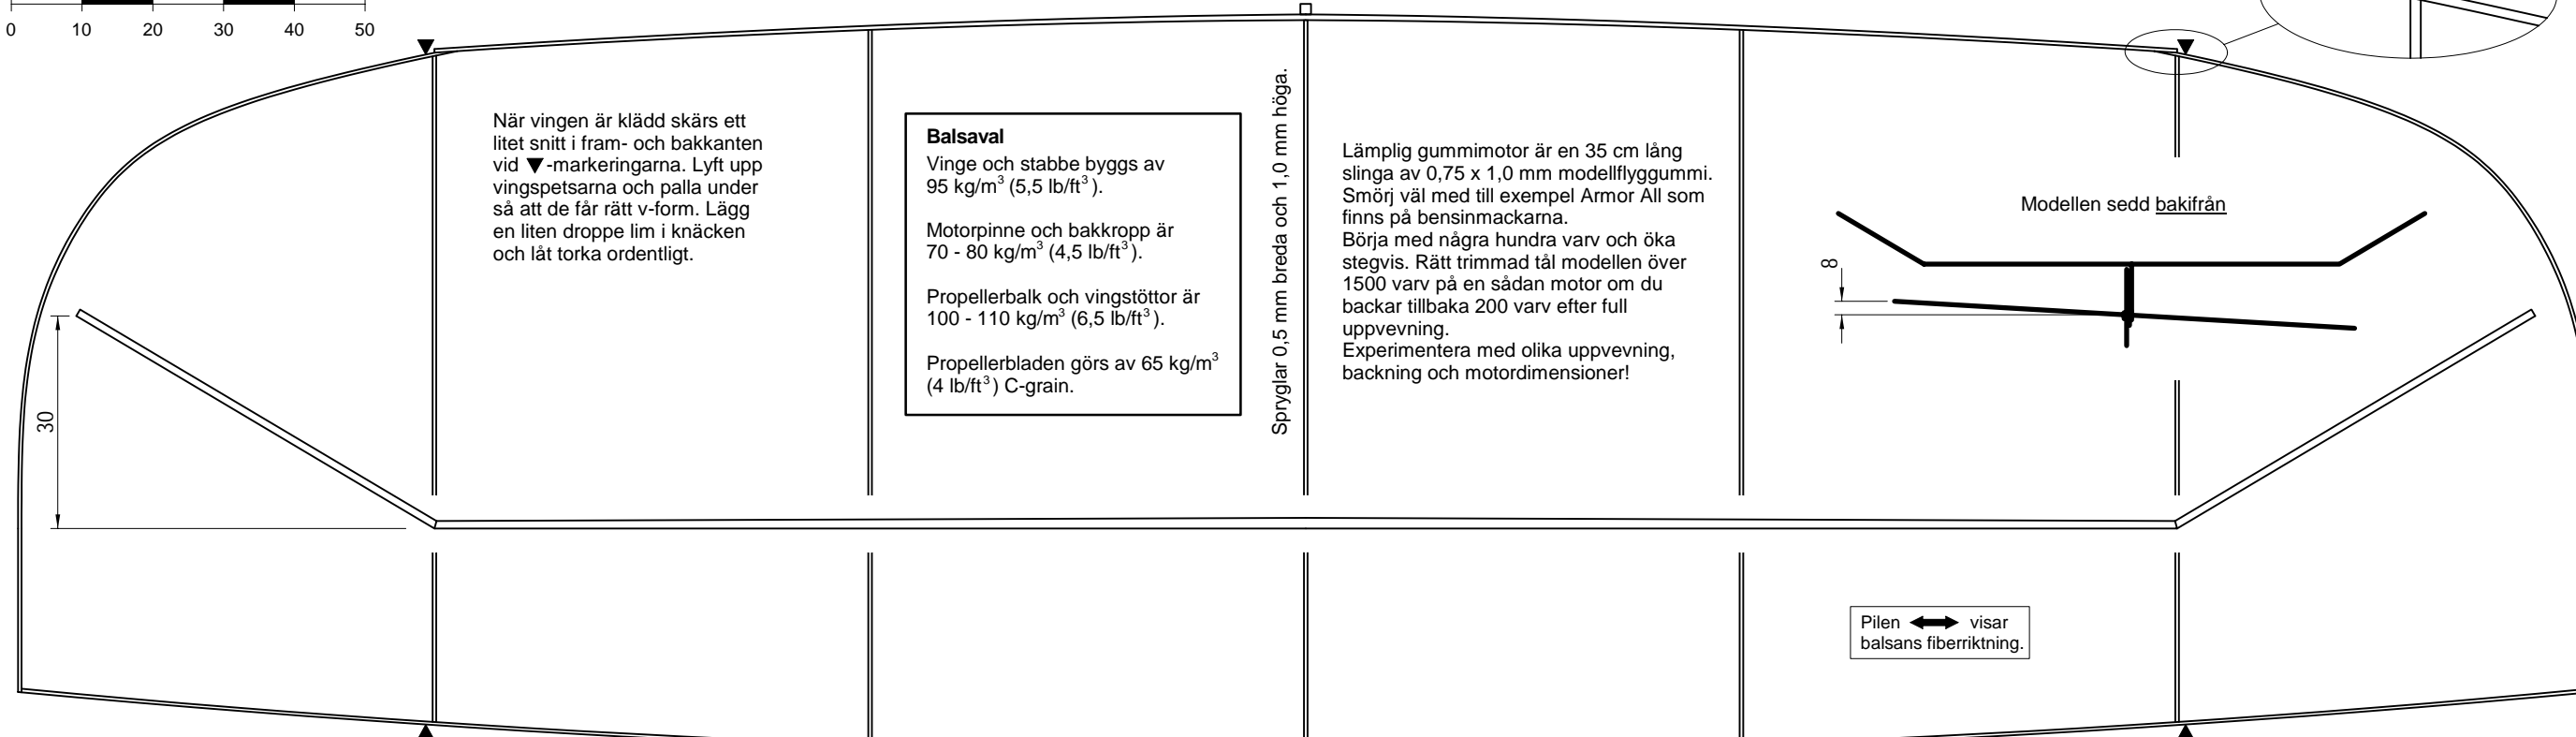 0 10 20 30 40 50
När vingen är klädd skärs ett
litet snitt i fram- och bakkanten
vid ▼-markeringarna. Lyft upp
vingspetsarna och palla under
så att de får rätt v-form. Lägg
en liten droppe lim i knäcken
och låt torka ordentligt.
Balsaval
Vinge och stabbe byggs av
95 kg/m³ (5,5 lb/ft³).
Motorpinne och bakkropp är
70 - 80 kg/m³ (4,5 lb/ft³).
Propellerbalk och vingstöttor är
100 - 110 kg/m³ (6,5 lb/ft³).
Propellerbladen görs av 65 kg/m³
(4 lb/ft³) C-grain.
Spryglar 0,5 mm breda och 1,0 mm höga.
Lämplig gummimotor är en 35 cm lång
slinga av 0,75 x 1,0 mm modellflyggummi.
Smörj väl med till exempel Armor All som
finns på bensinmackarna.
Börja med några hundra varv och öka
stegvis. Rätt trimmad tål modellen över
1500 varv på en sådan motor om du
backar tillbaka 200 varv efter full
uppvevning.
Experimentera med olika uppvevning,
backning och motordimensioner!
Modellen sedd bakifrån
8
30
Pilen ⬌ visar
balsans fiberriktning.